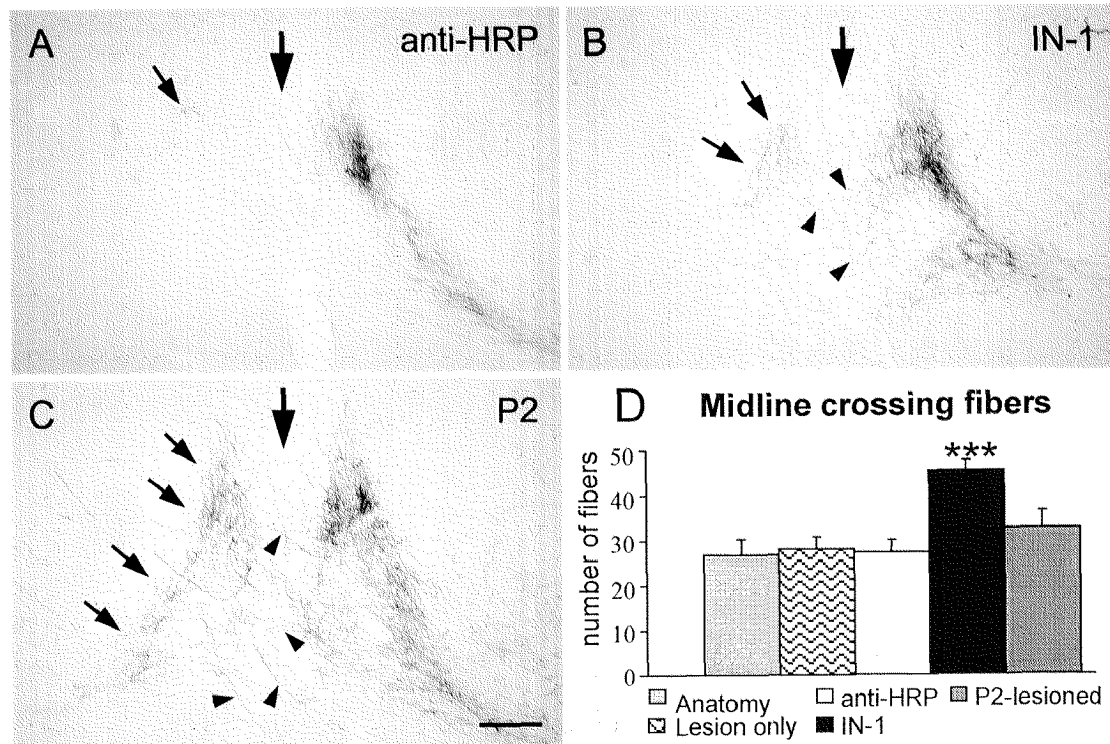 A
anti-HRP
B
IN-1
C
P2
D
Midline crossing fibers
number of fibers
50
40
30
20
10
0
***
Anatomy
anti-HRP
P2-lesioned
Lesion only
IN-1